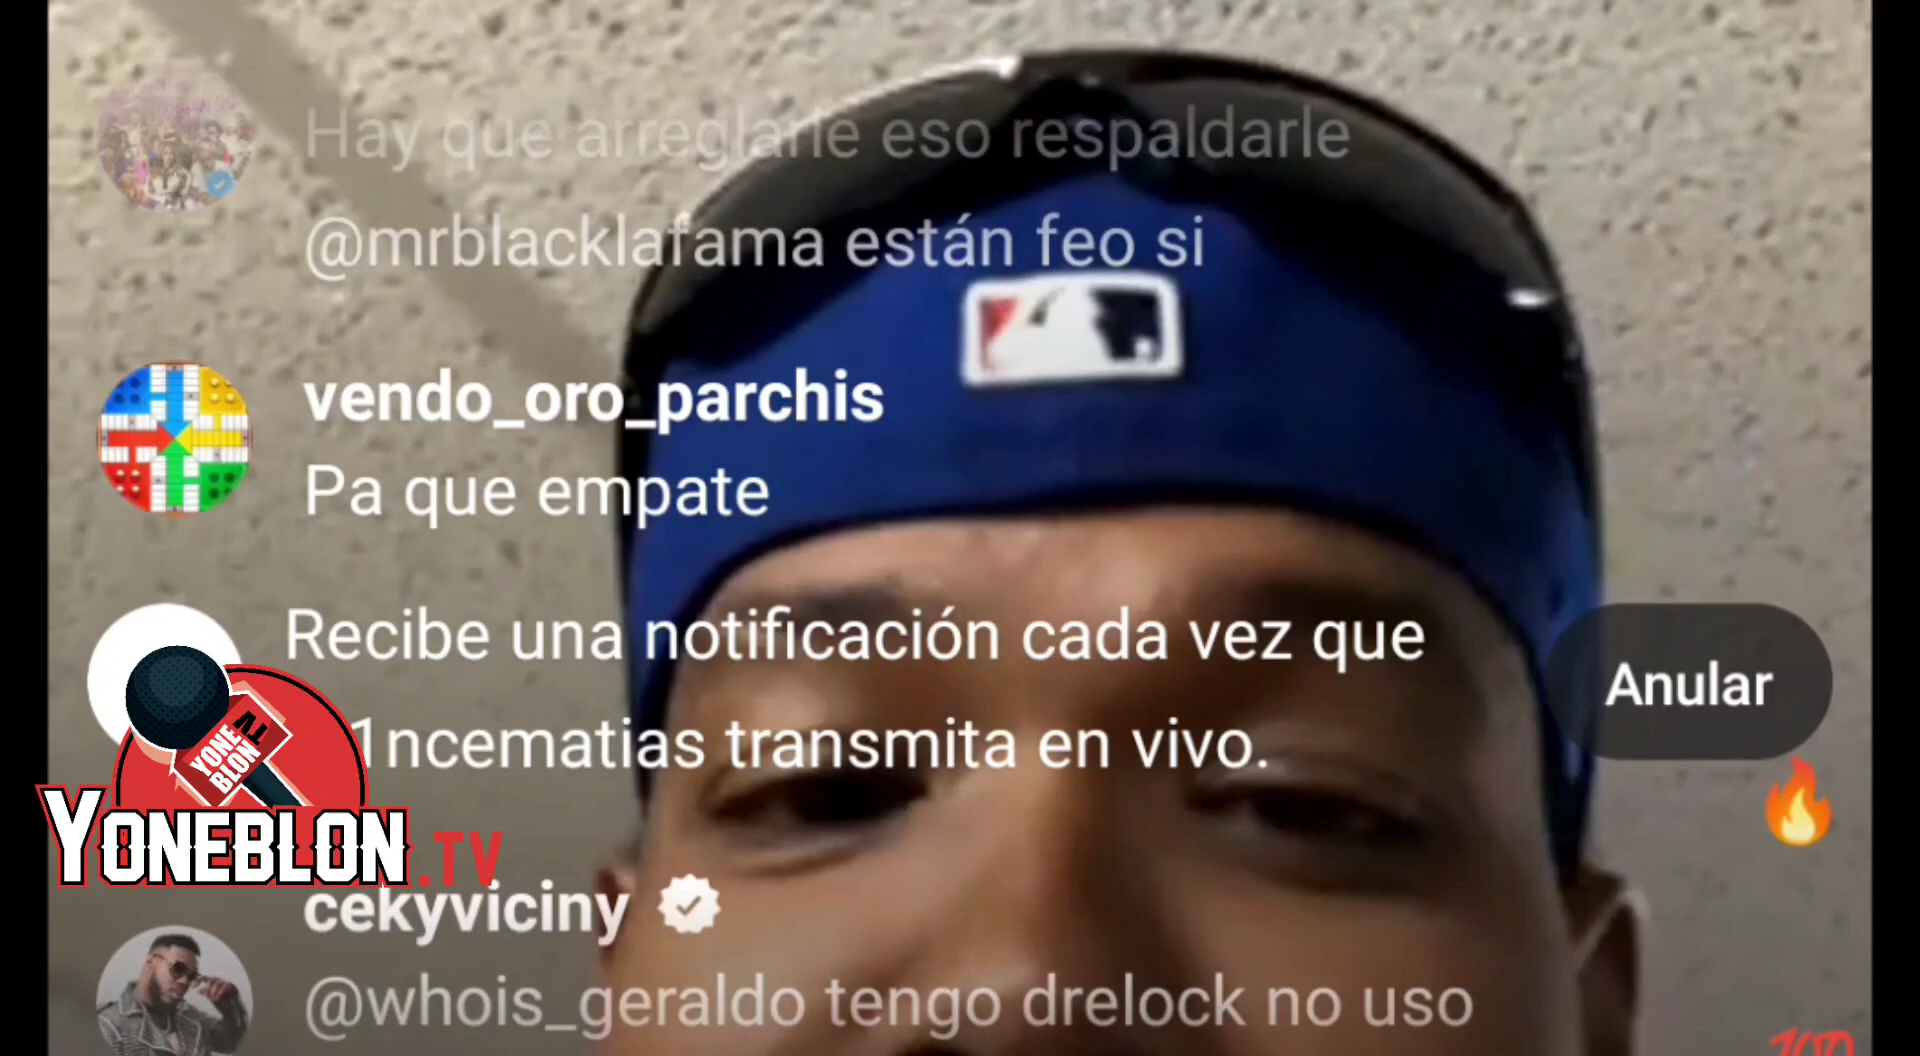 Hay que arreglarle eso respaldarle
@mrblacklafama están feo si
vendo_oro_parchis
Pa que empate
Recibe una notificación cada vez que
1ncematias transmita en vivo.
Anular
YONE
BLON
TV
YONEBLON.TV
cekyviciny
@whois_geraldo tengo drelock no uso